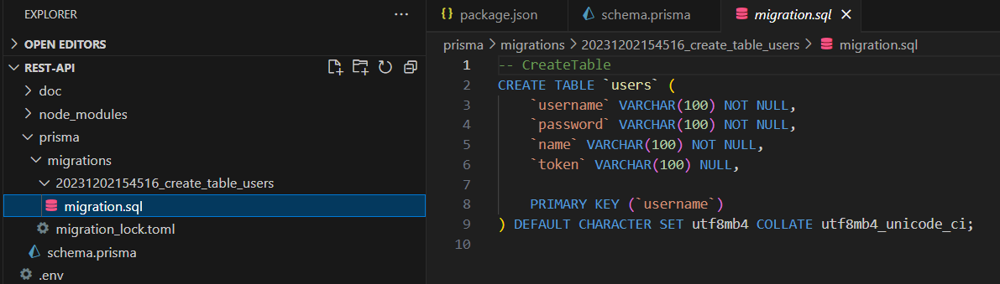 EXPLORER
OPEN EDITORS
REST-API
doc
node_modules
prisma
migrations
20231202154516_create_table_users
migration.sql
migration_lock.toml
schema.prisma
.env
{} package.json
schema.prisma
migration.sql
prisma > migrations > 20231202154516_create_table_users > migration.sql
1 -- CreateTable
2 CREATE TABLE `users` (
3 `username` VARCHAR(100) NOT NULL,
4 `password` VARCHAR(100) NOT NULL,
5 `name` VARCHAR(100) NOT NULL,
6 `token` VARCHAR(100) NULL,
7
8 PRIMARY KEY (`username`)
9 ) DEFAULT CHARACTER SET utf8mb4 COLLATE utf8mb4_unicode_ci;
10